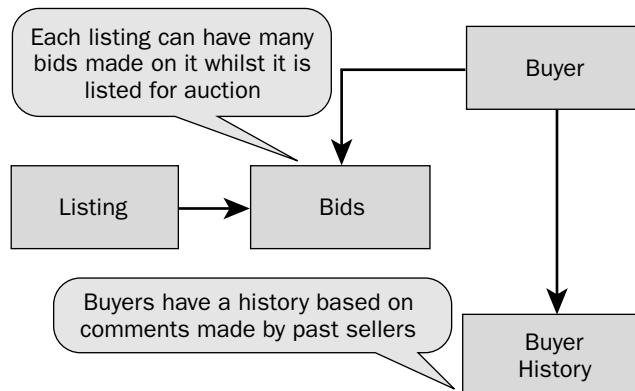 Each listing can have many
bids made on it whilst it is
listed for auction
Buyer
Listing
Bids
Buyers have a history based on
comments made by past sellers
Buyer
History